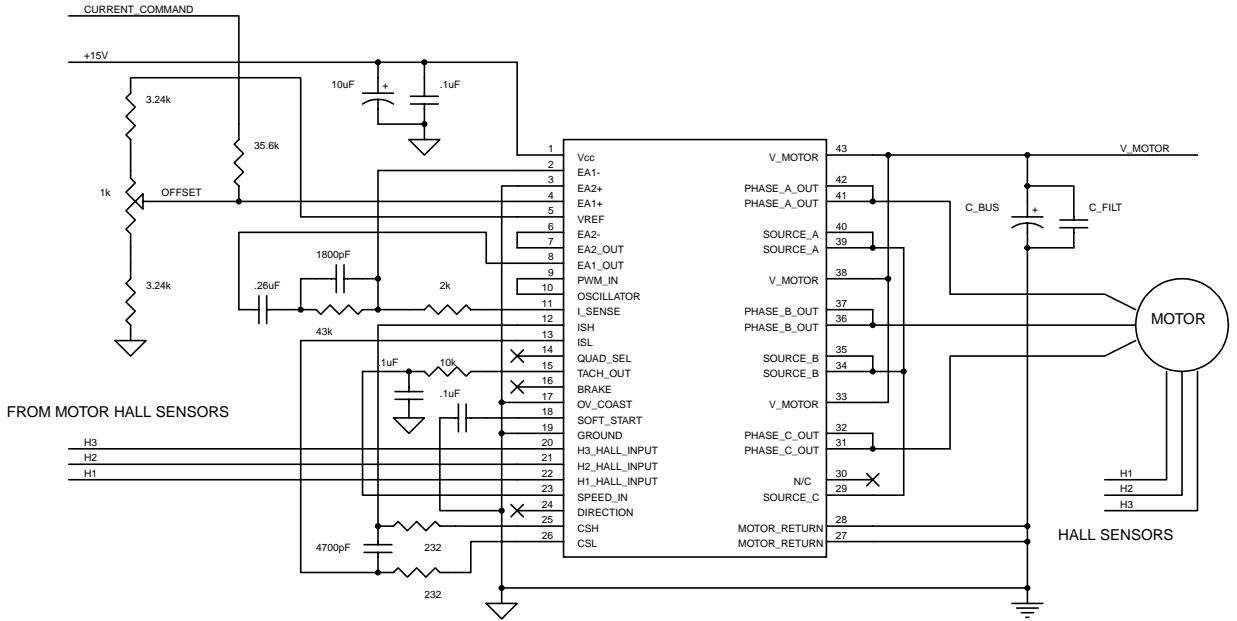 CURRENT_COMMAND
+15V
10uF
+
.1uF
3.24k
35.6k
1k
OFFSET
3.24k
1800pF
.26uF
2k
43k
.1uF
10k
.1uF
FROM MOTOR HALL SENSORS
H3
H2
H1
4700pF
232
232
1 Vcc
2 EA1-
3 EA2+
4 EA1+
5 VREF
6 EA2-
7 EA2_OUT
8 EA1_OUT
9 PWM_IN
10 OSCILLATOR
11 I_SENSE
12 ISH
13 ISL
14 QUAD_SEL
15 TACH_OUT
16 BRAKE
17 OV_COAST
18 SOFT_START
19 GROUND
20 H3_HALL_INPUT
21 H2_HALL_INPUT
22 H1_HALL_INPUT
23 SPEED_IN
24 DIRECTION
25 CSH
26 CSL
V_MOTOR 43
PHASE_A_OUT 42
PHASE_A_OUT 41
SOURCE_A 40
SOURCE_A 39
V_MOTOR 38
PHASE_B_OUT 37
PHASE_B_OUT 36
SOURCE_B 35
SOURCE_B 34
V_MOTOR 33
PHASE_C_OUT 32
PHASE_C_OUT 31
N/C 30
SOURCE_C 29
MOTOR_RETURN 28
MOTOR_RETURN 27
V_MOTOR
C_BUS
+
C_FILT
MOTOR
H1
H2
H3
HALL SENSORS